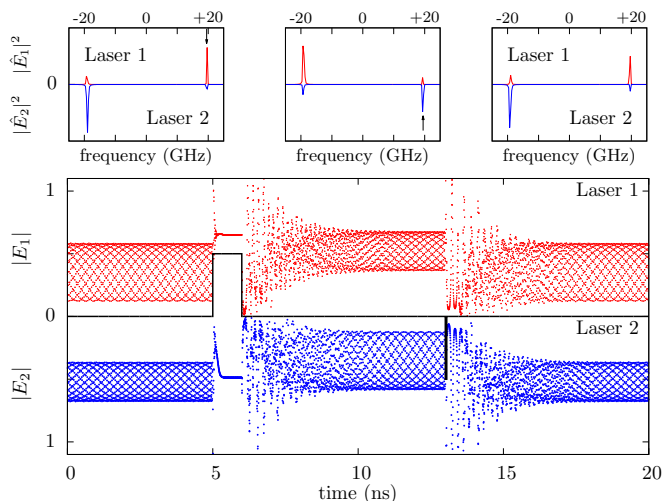 -20 0 +20 -20 0 +20 -20 0 +20
|Ê₁|² Laser 1 Laser 1
0
|Ê₂|² Laser 2 Laser 2
frequency (GHz) frequency (GHz) frequency (GHz)
1
Laser 1
|E₁|
0
Laser 2
|E₂|
1
0 5 10 15 20
time (ns)